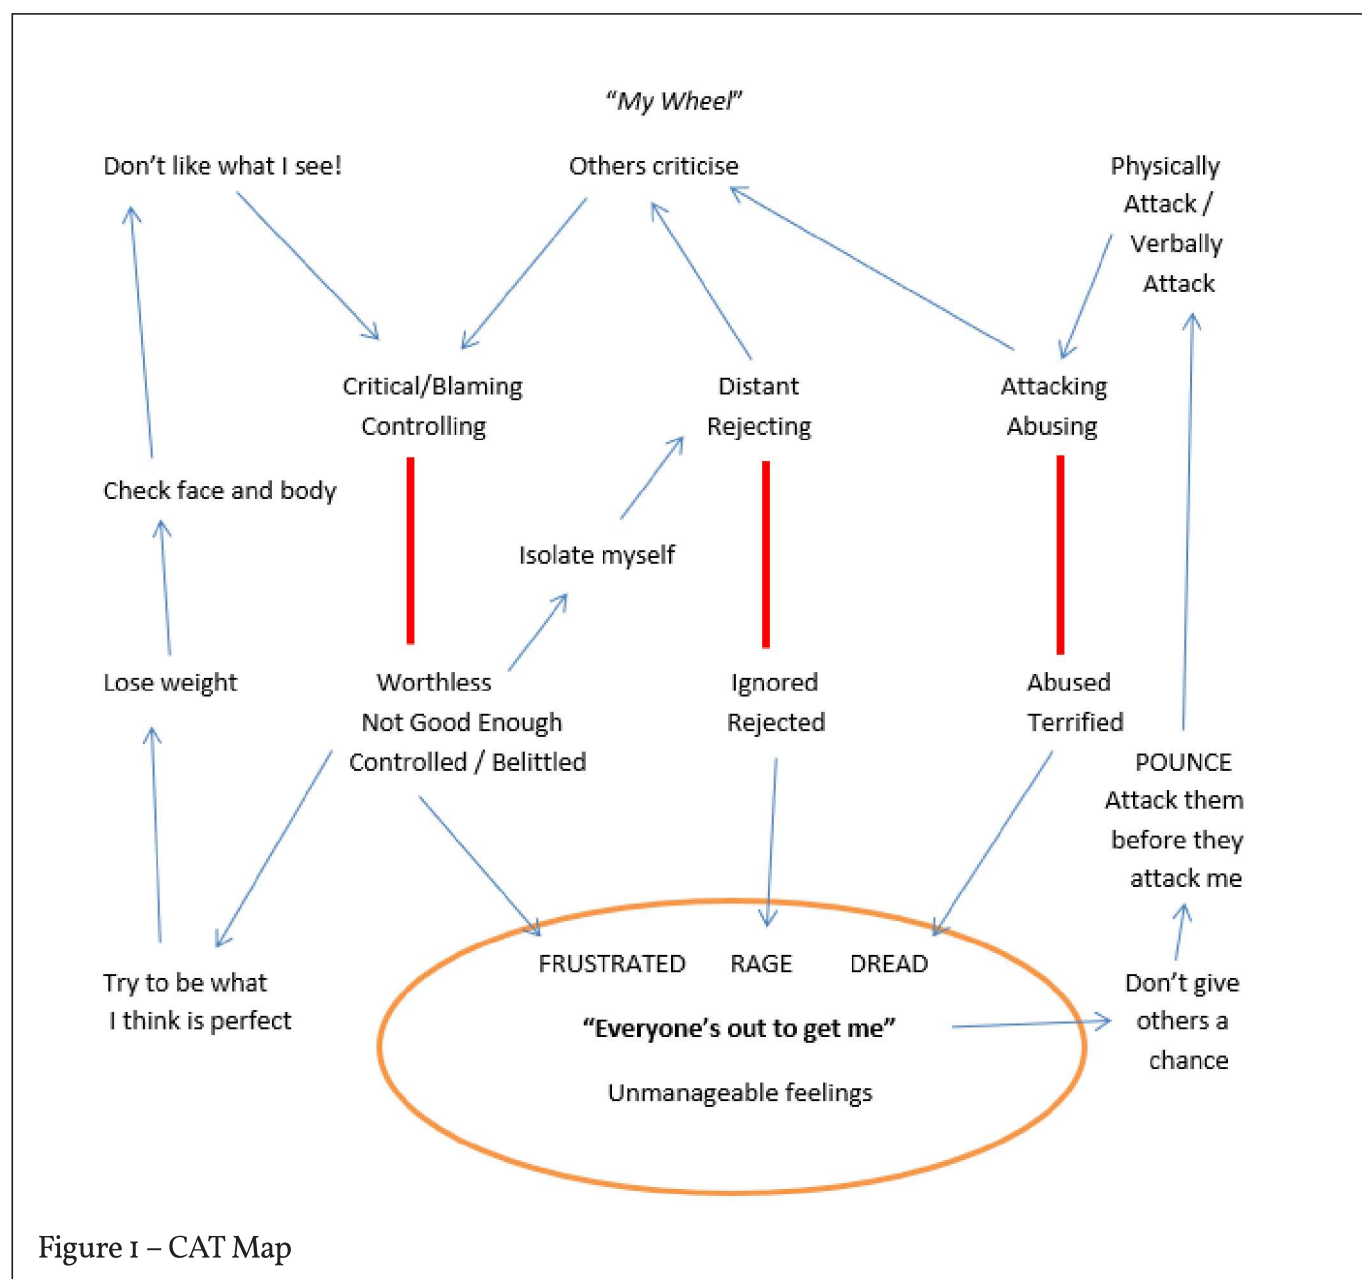 “My Wheel”
Don’t like what I see!
Others criticise
Physically
Attack /
Verbally
Attack
Critical/Blaming
Controlling
Distant
Rejecting
Attacking
Abusing
Check face and body
Isolate myself
Lose weight
Worthless
Not Good Enough
Controlled / Belittled
Ignored
Rejected
Abused
Terrified
POUNCE
Attack them
before they
attack me
Try to be what
I think is perfect
FRUSTRATED
RAGE
DREAD
“Everyone’s out to get me”
Unmanageable feelings
Don’t give
others a
chance
Figure 1 – CAT Map